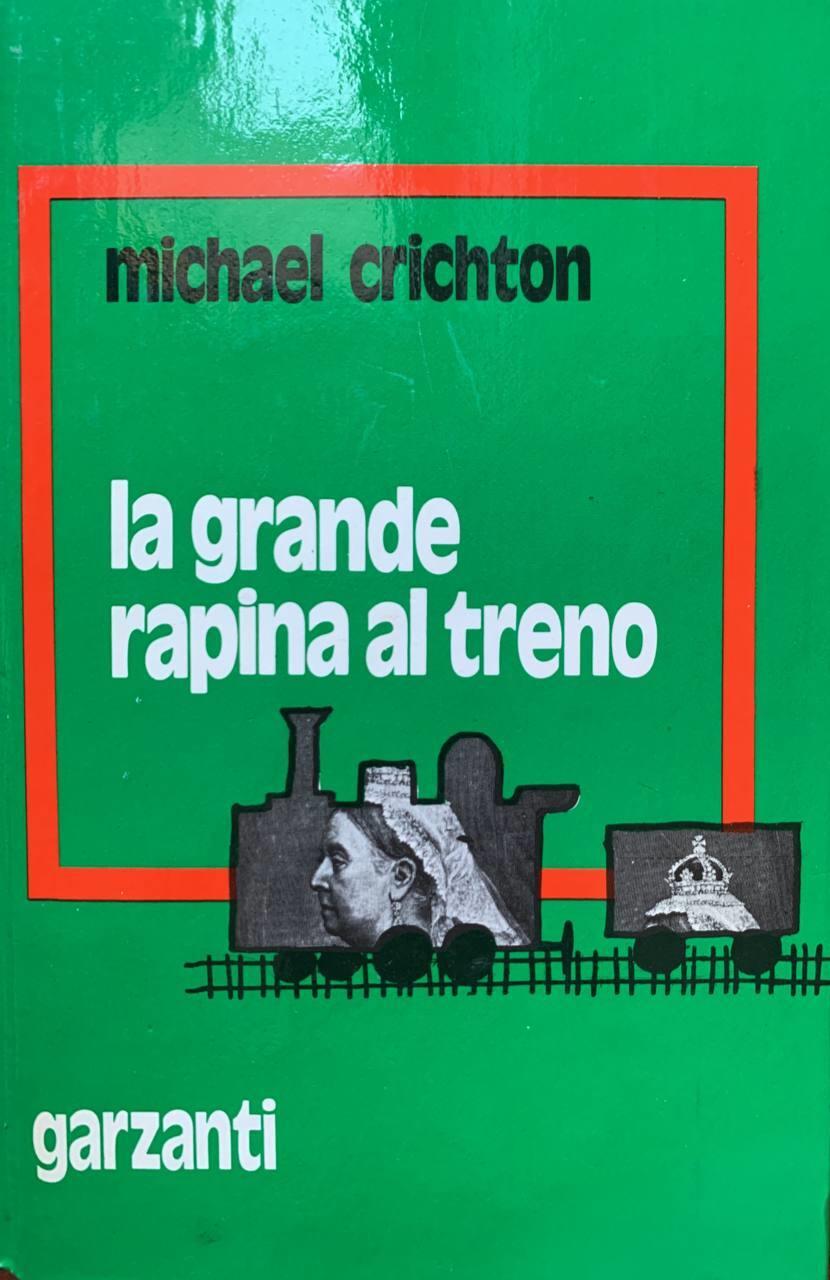 michael crichton
la grande
rapina al treno
garzanti